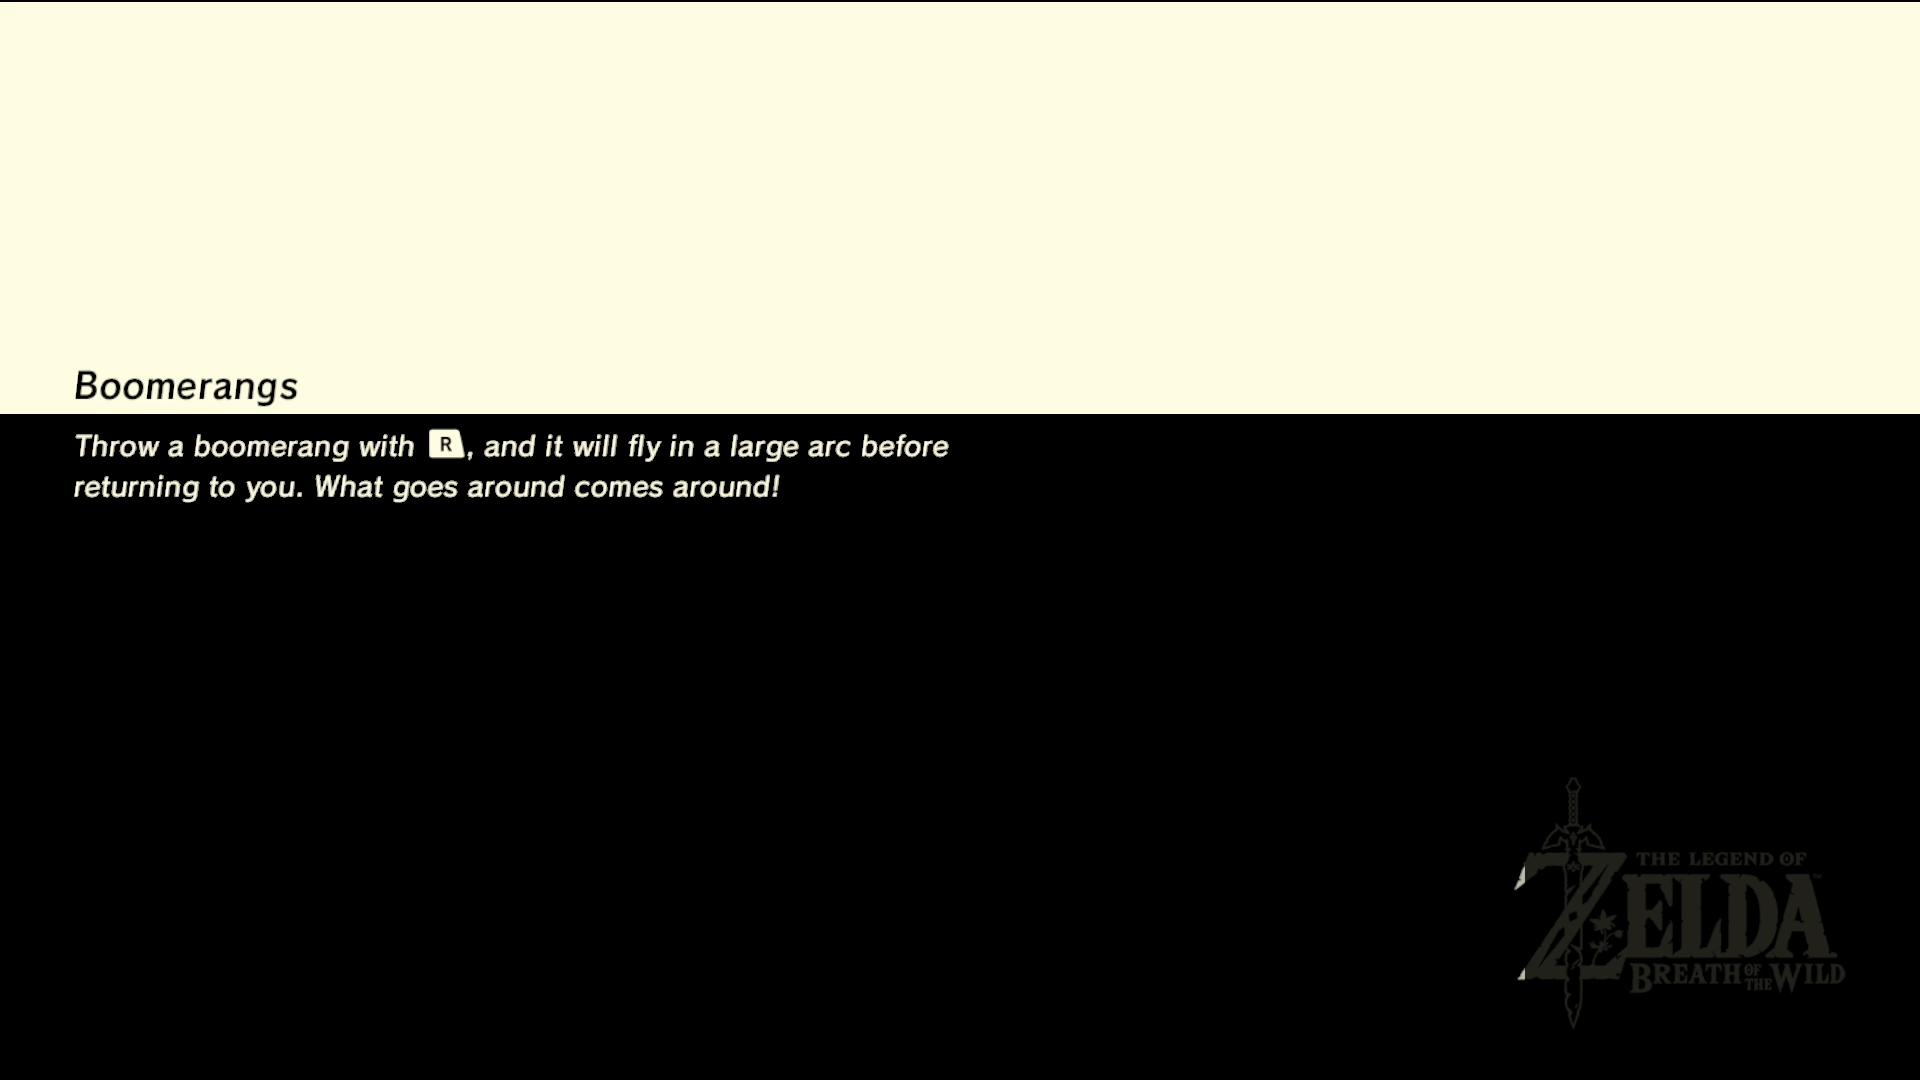 Boomerangs
Throw a boomerang with R, and it will fly in a large arc before
returning to you. What goes around comes around!
THE LEGEND OF
ZELDA™
BREATH OF THE WILD